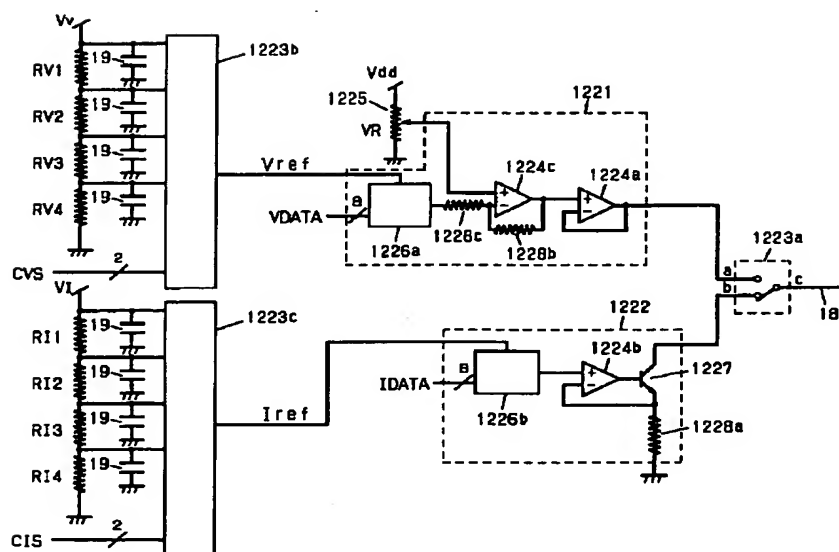 Vv
19
1223b
RV1
19
RV2
19
RV3
19
RV4
CVS
2
Vdd
1225
VR
1221
1224c
1224a
Vref
8
VDATA
1226a
1228c
1228b
1223a
a
b
c
18
VI
19
1223c
RI1
19
RI2
19
RI3
19
RI4
CIS
2
1222
1224b
1227
8
IDATA
1226b
Iref
1228a
+
-
+
-
+
-